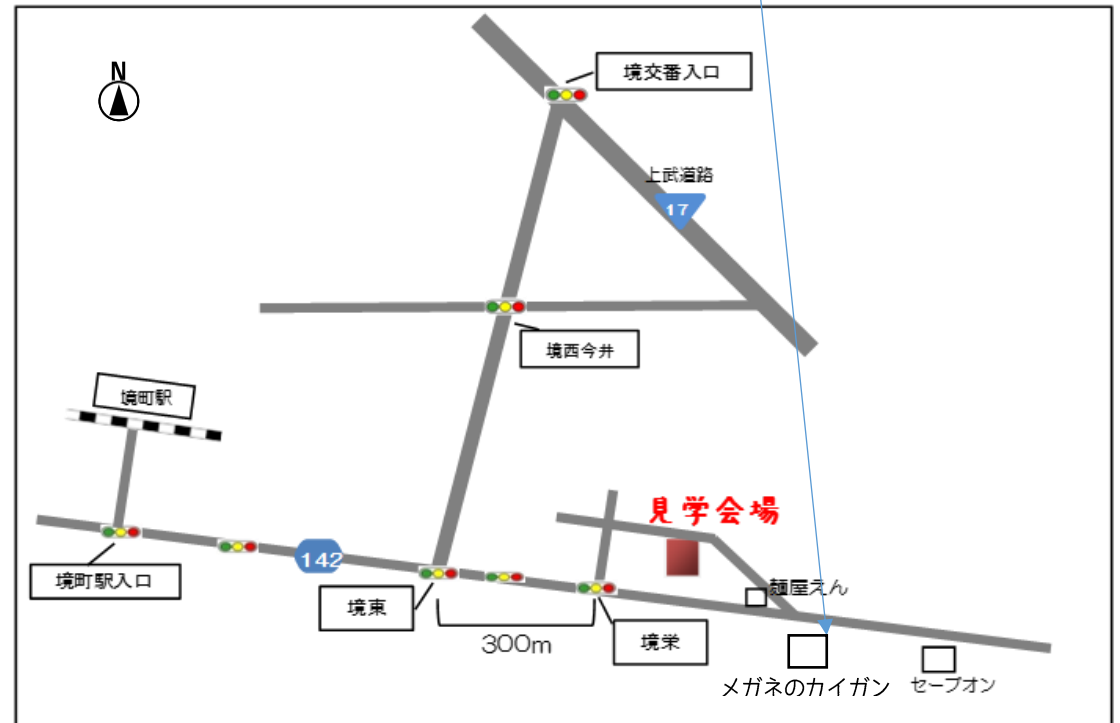 N
境交番入口
上武道路
17
境西今井
境町駅
見学会場
142
麺屋えん
境町駅入口
境東
300m
境栄
メガネのカイガン
セーブオン